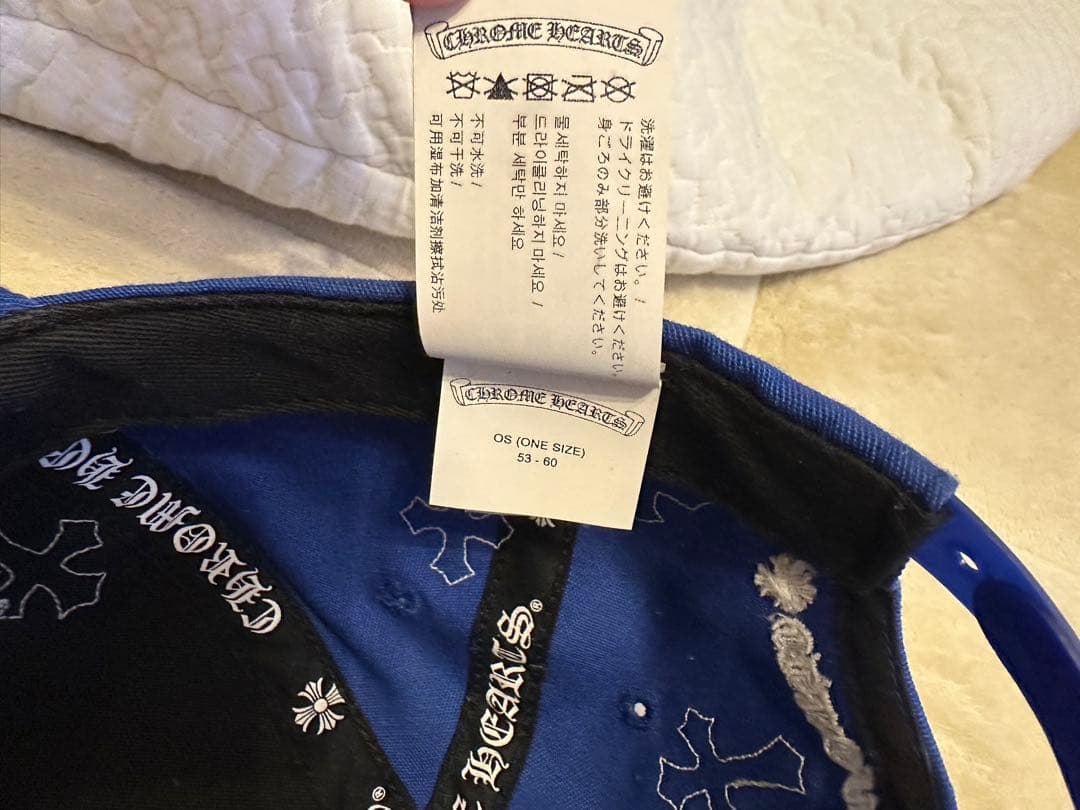 CHROME HEARTS
洗濯はお避けください。/
ドライクリーニングはお避けください。
身ごろのみ部分洗いしてください。
물세탁하지 마세요 /
드라이클리닝하지 마세요 /
부분 세탁만 하세요
不可水洗 /
不可干洗 /
可用湿布加清洁剂擦拭沾污处
CHROME HEARTS
OS (ONE SIZE)
53 - 60
CHROME HE
HEARTS®